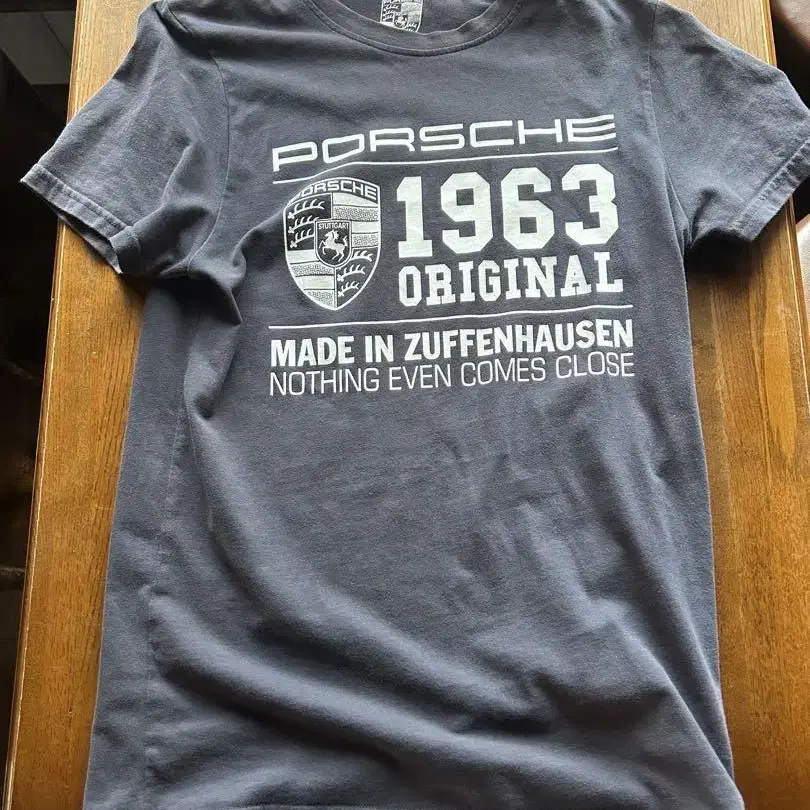 PORSCHE
PORSCHE
STUTTGART
1963
ORIGINAL
MADE IN ZUFFENHAUSEN
NOTHING EVEN COMES CLOSE